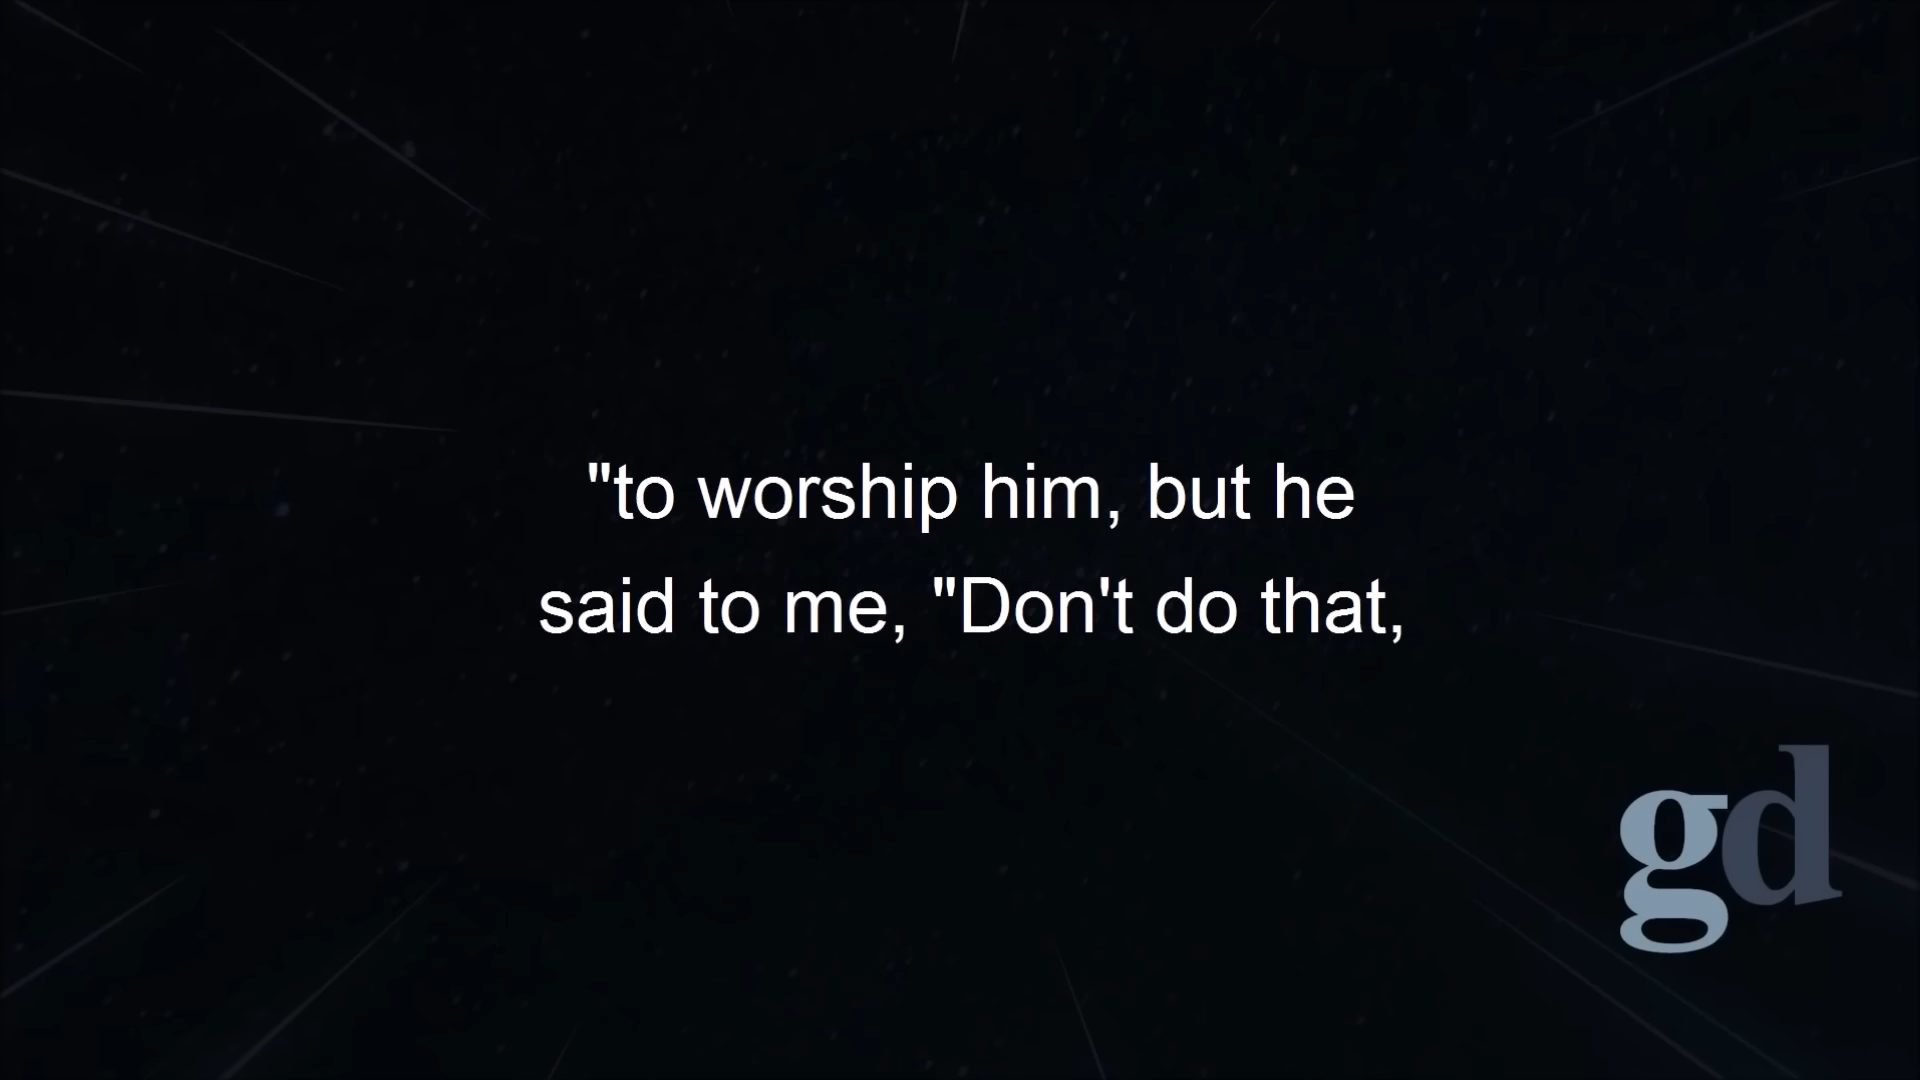 "to worship him, but he
said to me, "Don't do that,
gd